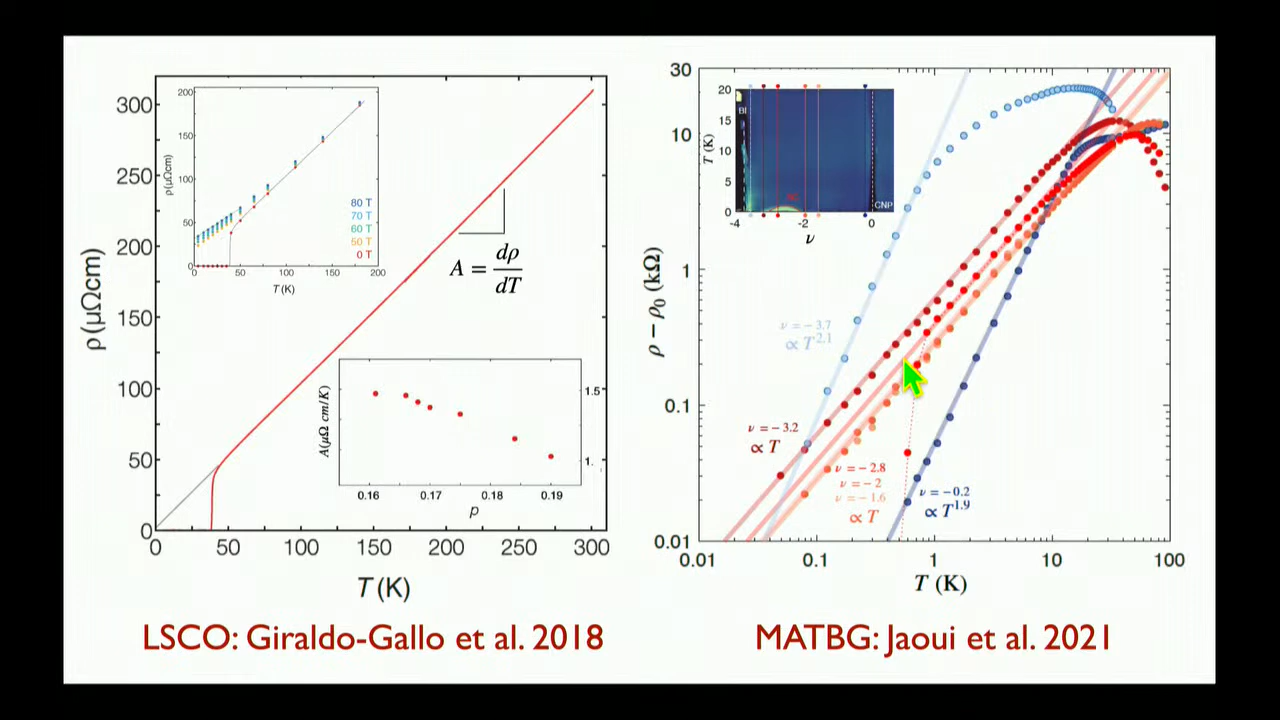 300
250
200
150
100
50
0
0
50
100
150
200
250
300
ρ (μΩcm)
T (K)
200
150
100
50
0
0
50
100
150
200
ρ(μΩcm)
T (K)
80 T
70 T
60 T
50 T
0 T
A = dρ/dT
A(μΩ cm/K)
1.5
1.
0.16
0.17
0.18
0.19
p
LSCO: Giraldo-Gallo et al. 2018
30
10
1
0.1
0.01
0.01
0.1
1
10
100
ρ − ρ0 (kΩ)
T (K)
20
15
10
5
0
T (K)
-4
-2
0
ν
BI
CNP
ν = − 3.7
∝ T^2.1
ν = − 3.2
∝ T
ν = − 2.8
ν = − 2
ν = − 1.6
∝ T
ν = − 0.2
∝ T^1.9
MATBG: Jaoui et al. 2021